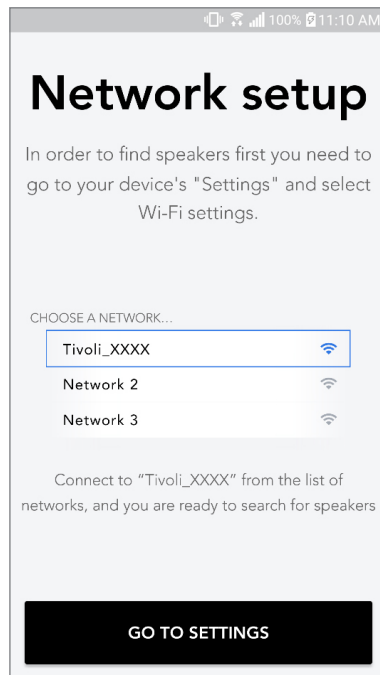 100% 11:10 AM
Network setup
In order to find speakers first you need to
go to your device's "Settings" and select
Wi-Fi settings.
CHOOSE A NETWORK...
Tivoli_XXXX
Network 2
Network 3
Connect to “Tivoli_XXXX” from the list of
networks, and you are ready to search for speakers
GO TO SETTINGS